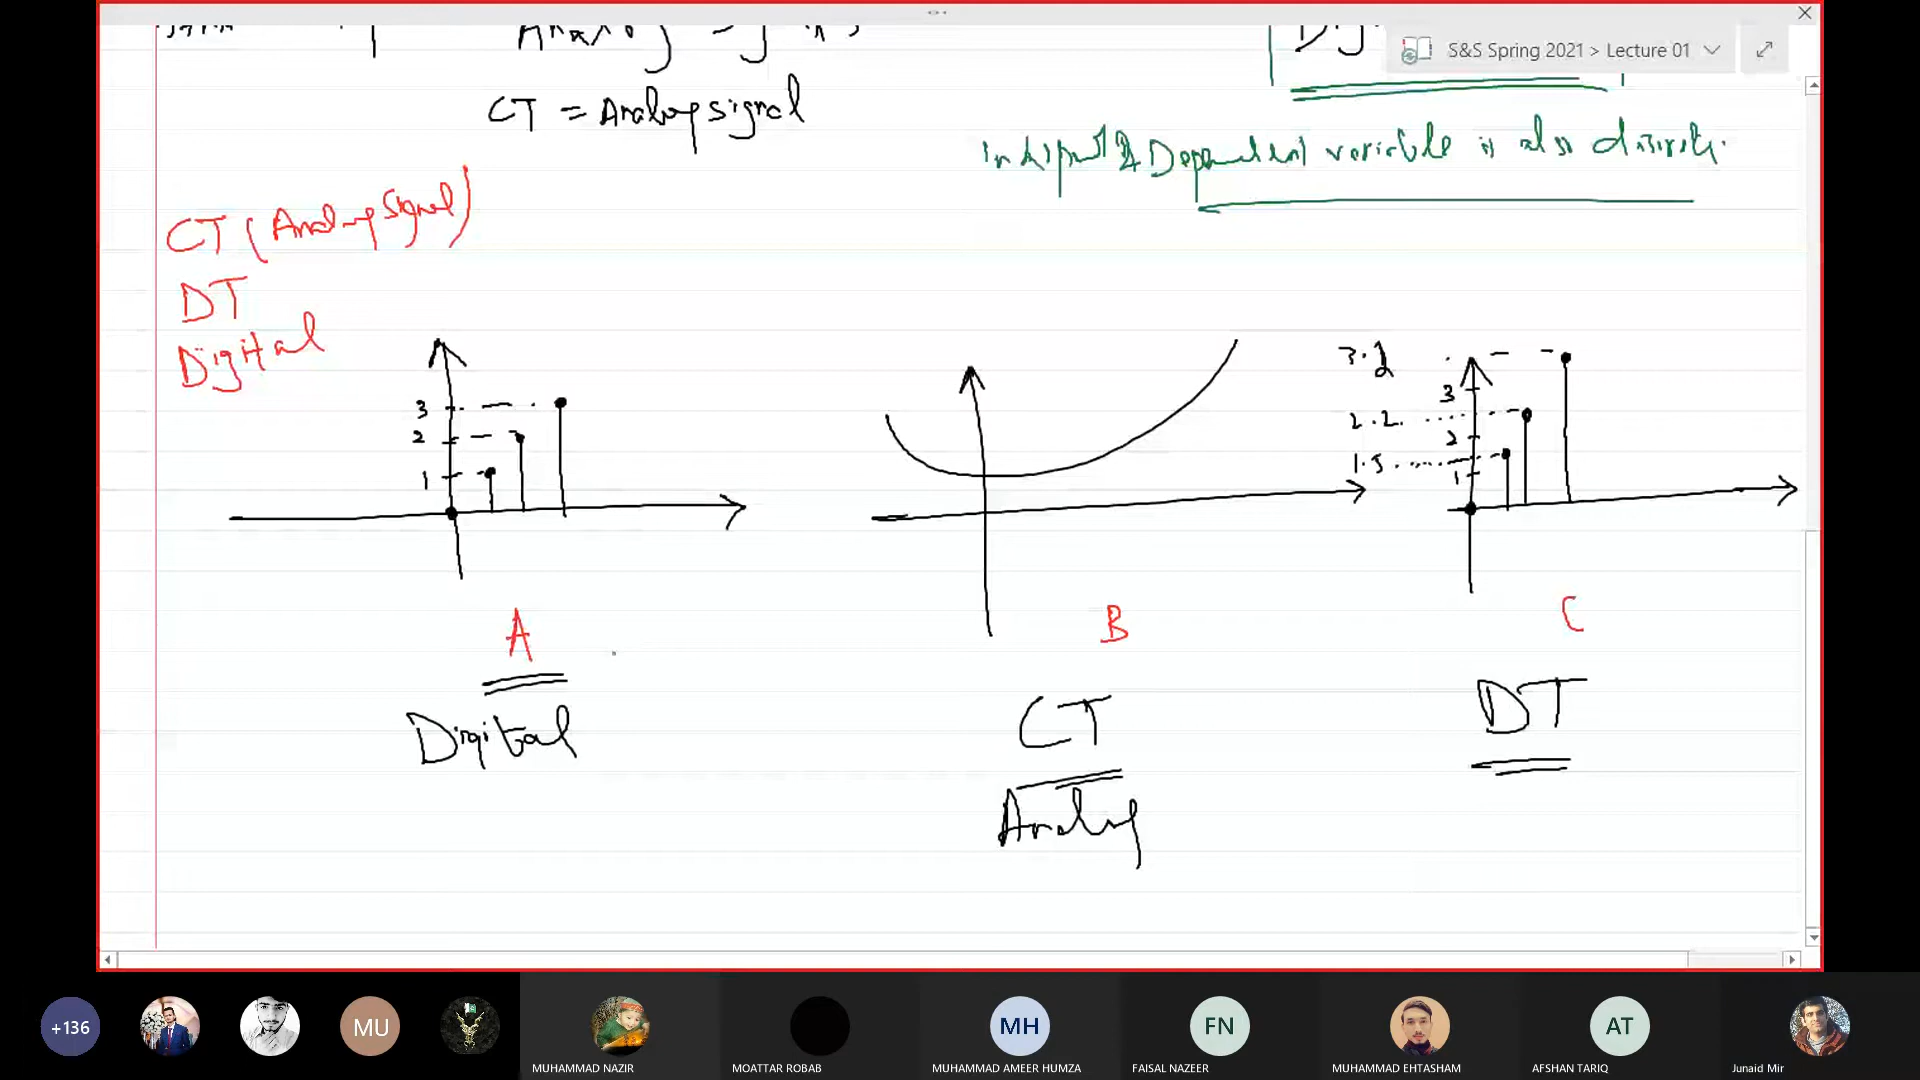 S&S Spring 2021 > Lecture 01
CT = Analog signal
Dependent variable is also discrete.
CT (Analog Signal)
DT
Digital
3
2
1
3.2
3
2.2
2
1.5
1
A
B
C
Digital
CT
DT
Analog
+136
MU
MH
FN
AT
MUHAMMAD NAZIR
MOATTAR ROBAB
MUHAMMAD AMEER HUMZA
FAISAL NAZEER
MUHAMMAD EHTASHAM
AFSHAN TARIQ
Junaid Mir